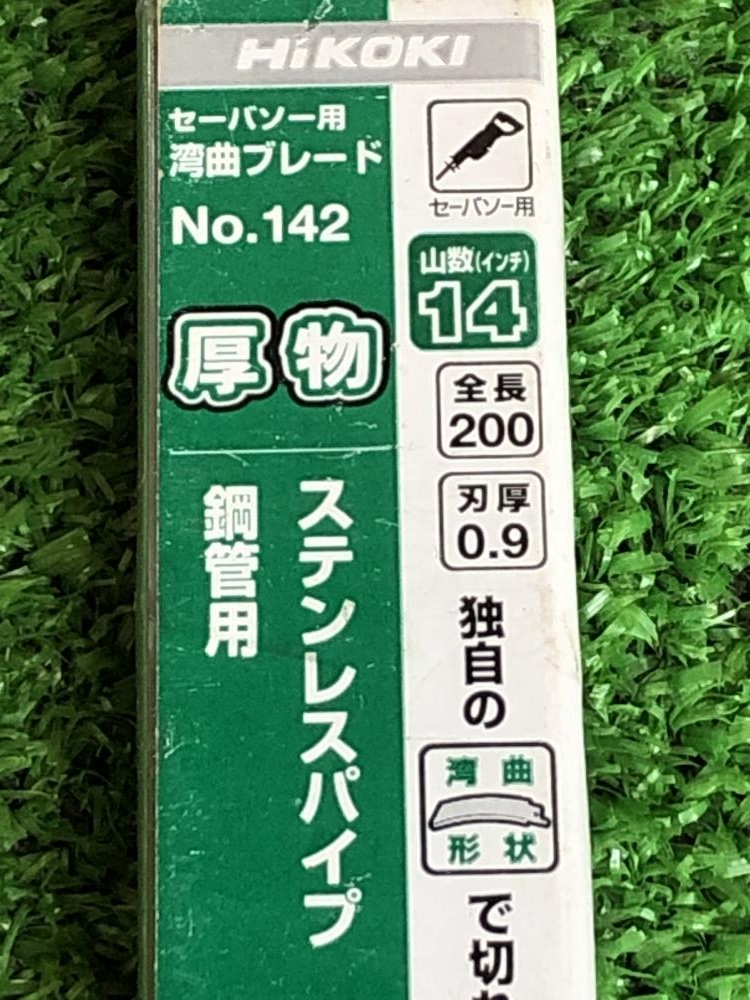 HiKOKI
セーバソー用
湾曲ブレード
No.142
厚物
ステンレスパイプ
鋼管用
セーバソー用
山数(インチ)
14
全長
200
刃厚
0.9
独自の
湾曲
形状
で切